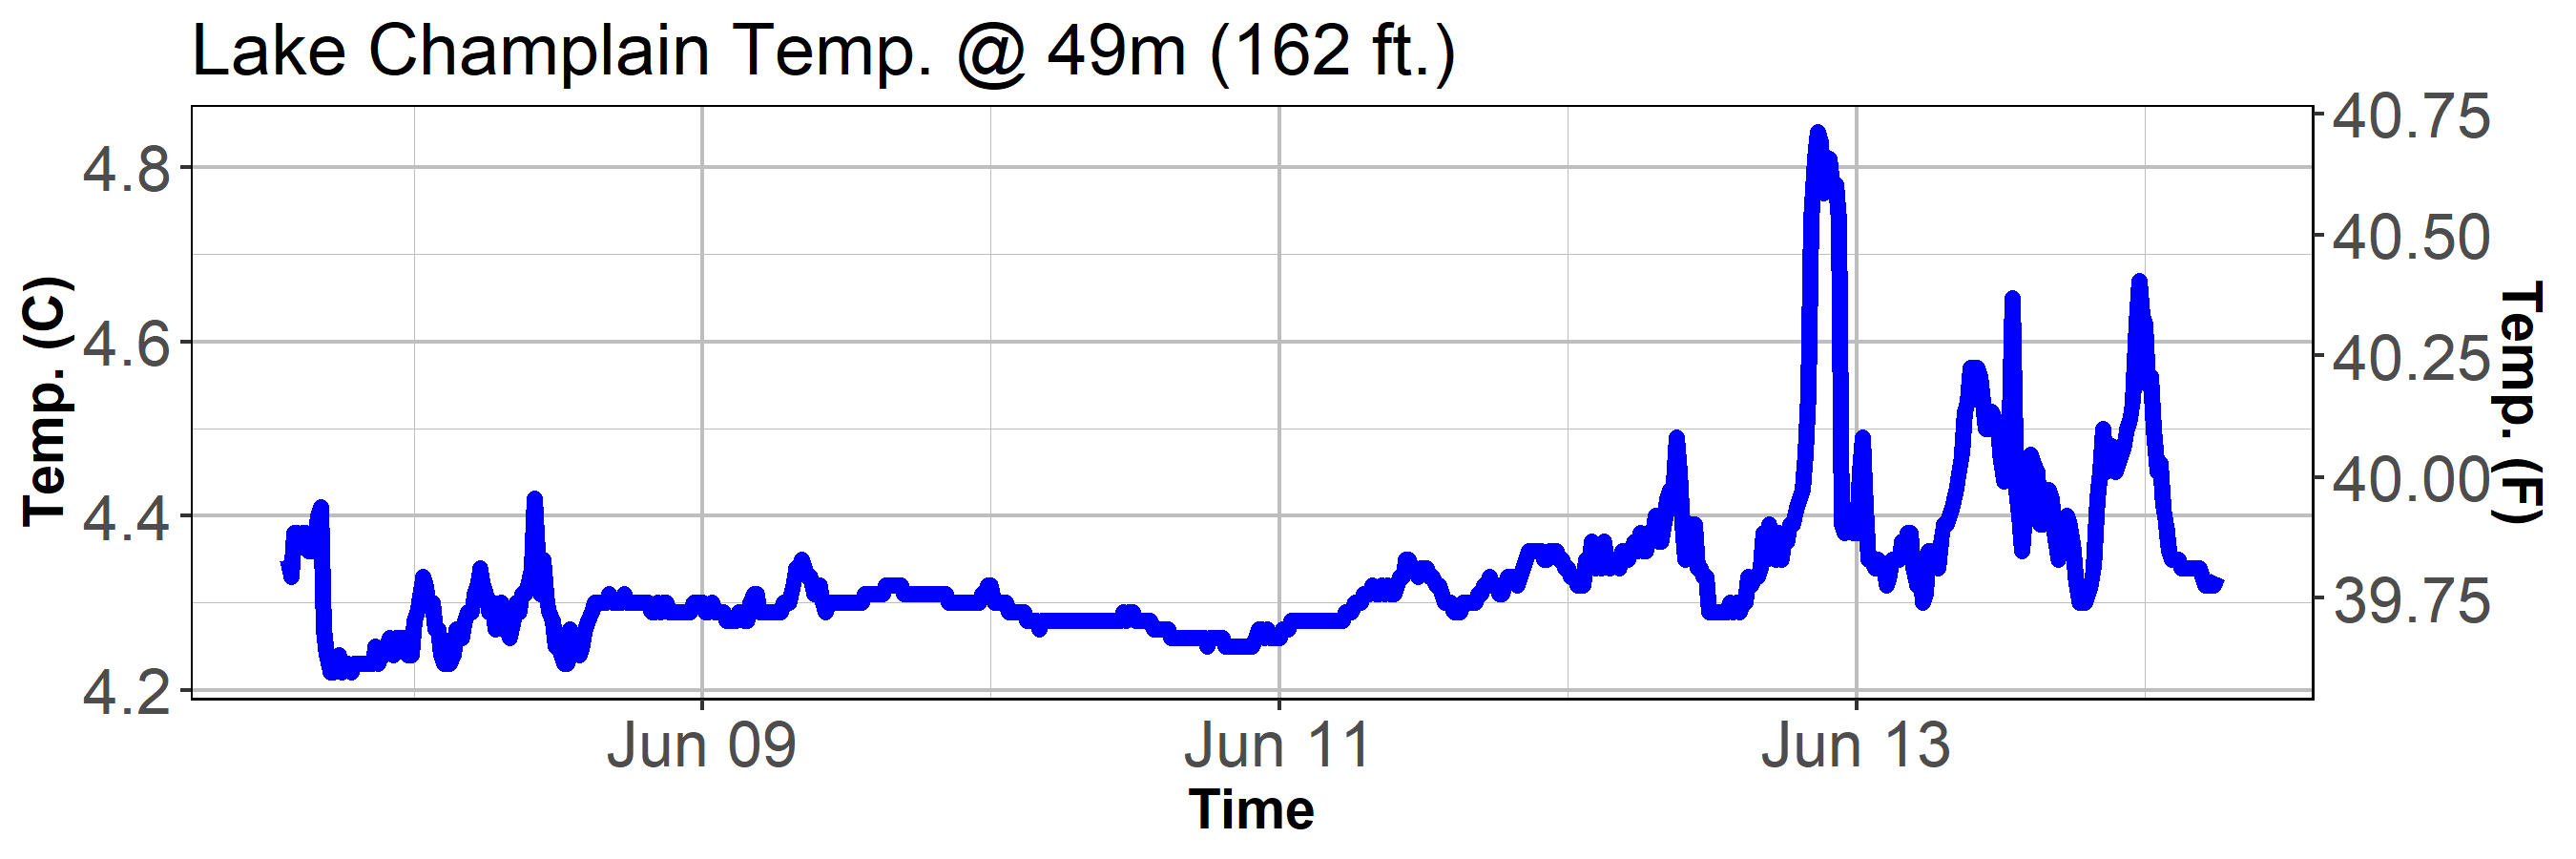 Lake Champlain Temp. @ 49m (162 ft.)
Temp. (C)
4.8
4.6
4.4
4.2
40.75
40.50
40.25
40.00
39.75
Temp. (F)
Jun 09
Jun 11
Jun 13
Time